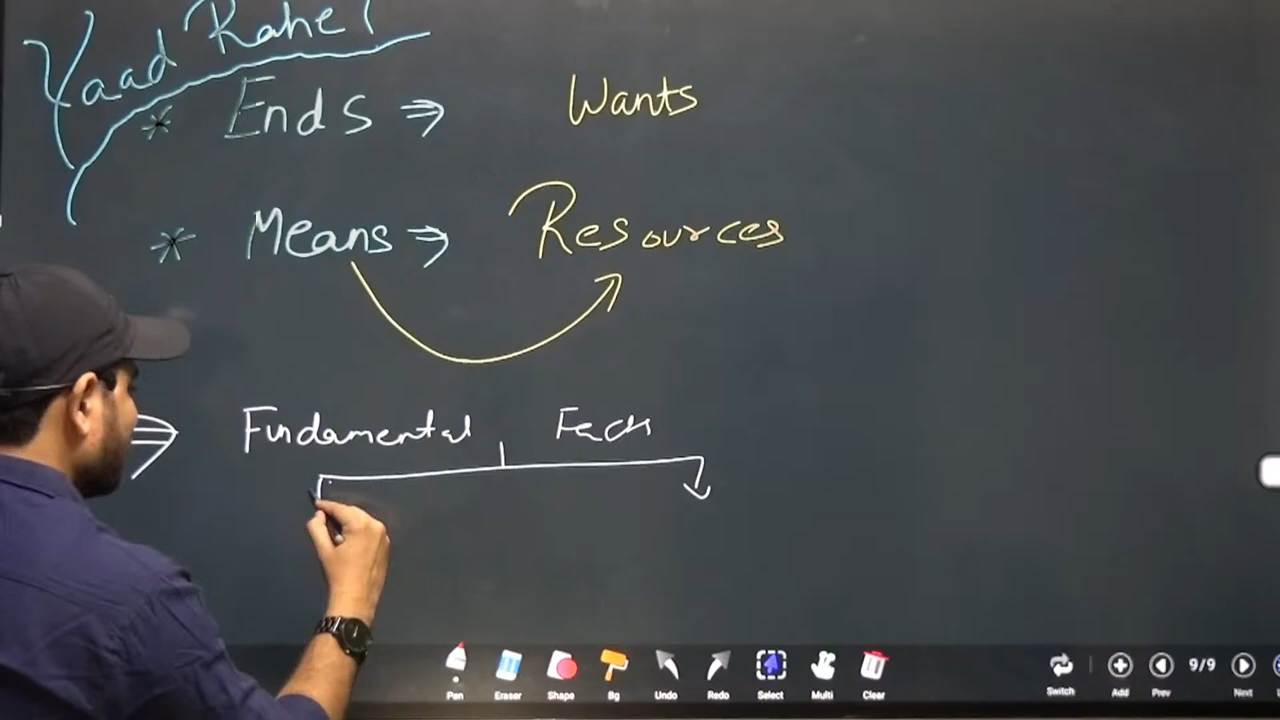 Yaad Rahe!
* Ends ⇒ Wants
* Means ⇒ Resources
⇒ Fundamental Facts
Pen Eraser Shape Bg Undo Redo Select Multi Clear Switch Add Prev 9/9 Next